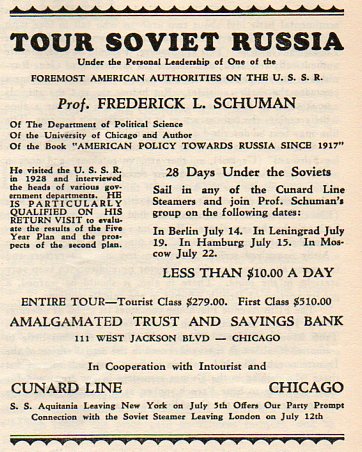 TOUR SOVIET RUSSIA
Under the Personal Leadership of One of the
FOREMOST AMERICAN AUTHORITIES ON THE U. S. S. R.
Prof. FREDERICK L. SCHUMAN
Of The Department of Political Science
Of the University of Chicago and Author
Of the Book "AMERICAN POLICY TOWARDS RUSSIA SINCE 1917"
He visited the U. S. S. R.
in 1928 and interviewed
the heads of various gov-
ernment departments. HE
IS PARTICULARLY
QUALIFIED ON HIS
RETURN VISIT to eval-
uate the results of the Five
Year Plan and the pros-
pects of the second plan.
28 Days Under the Soviets
Sail in any of the Cunard Line
Steamers and join Prof. Schuman's
group on the following dates:
In Berlin July 14. In Leningrad July
19. In Hamburg July 15. In Mos-
cow July 22.
LESS THAN $10.00 A DAY
ENTIRE TOUR—Tourist Class $279.00. First Class $510.00
AMALGAMATED TRUST AND SAVINGS BANK
111 WEST JACKSON BLVD — CHICAGO
In Cooperation with Intourist and
CUNARD LINE CHICAGO
S. S. Aquitania Leaving New York on July 5th Offers Our Party Prompt
Connection with the Soviet Steamer Leaving London on July 12th